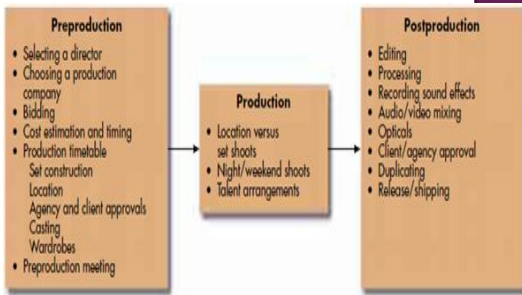 Preproduction
• Selecting a director
• Choosing a production
company
• Bidding
• Cost estimation and timing
• Production timetable
Set construction
Location
Agency and client approvals
Casting
Wardrobes
• Preproduction meeting
Production
• Location versus
set shoots
• Night/weekend shoots
• Talent arrangements
Postproduction
• Editing
• Processing
• Recording sound effects
• Audio/video mixing
• Opticals
• Client/agency approval
• Duplicating
• Release/shipping